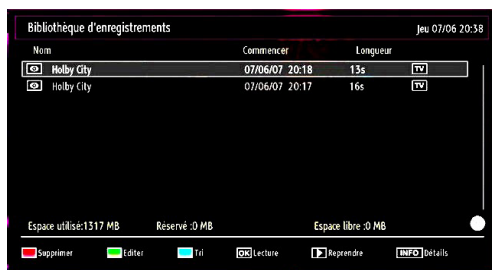 Bibliothèque d'enregistrements Jeu 07/06 20:38
Nom Commencer Longueur
Holby City 07/06/07 20:18 13s TV
Holby City 07/06/07 20:17 16s TV
Espace utilisé:1317 MB Réservé :0 MB Espace libre :0 MB
Supprimer Editer Tri OK Lecture Reprendre INFO Détails